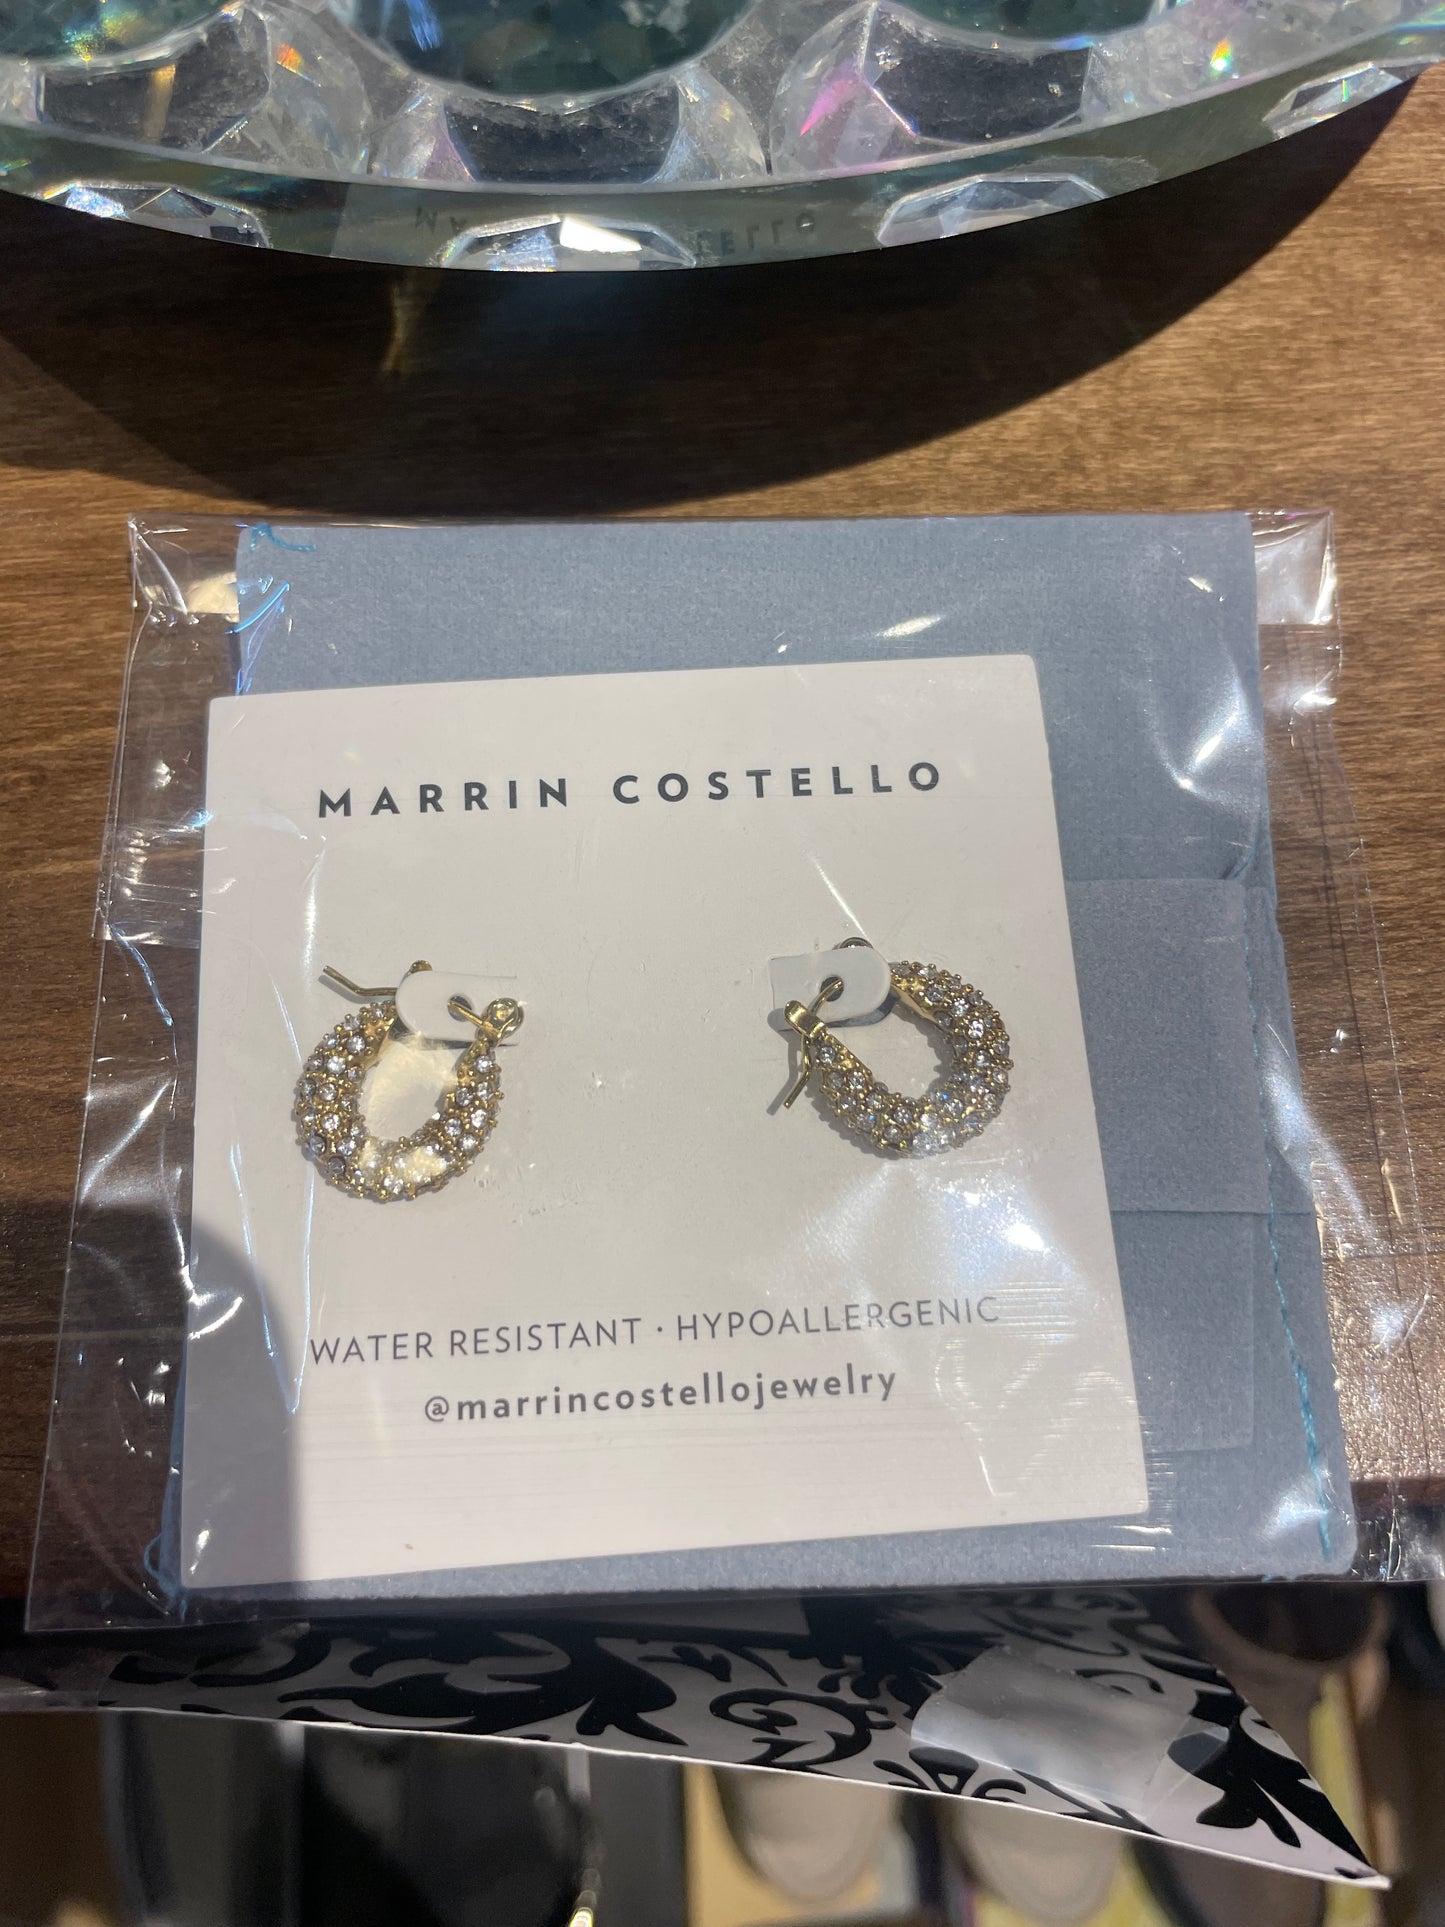 MARRIN COSTELLO
WATER RESISTANT · HYPOALLERGENIC
@marrincostellojewelry